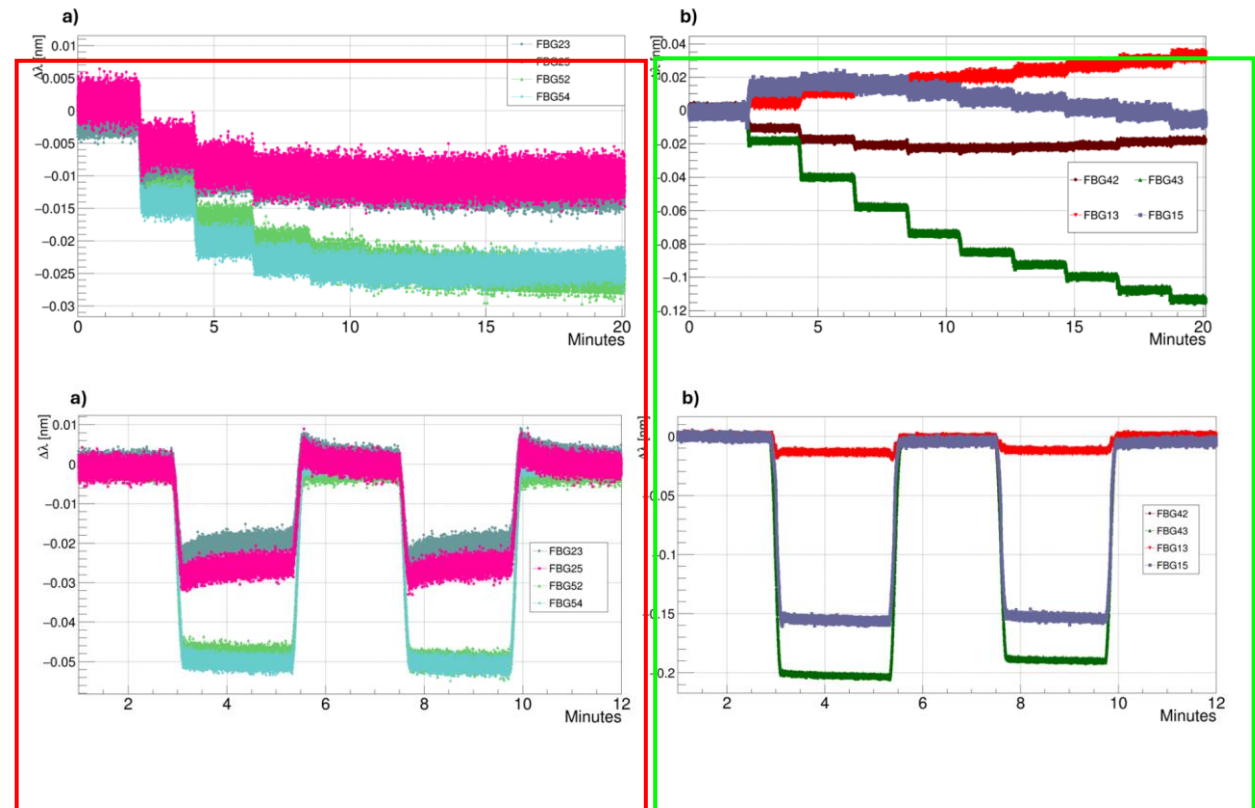 a)
Δλ [nm]
0.01
0.005
0
−0.005
−0.01
−0.015
−0.02
−0.025
−0.03
0
5
10
15
20
Minutes
FBG23
FBG25
FBG52
FBG54
b)
0.04
0.02
0
−0.02
−0.04
−0.06
−0.08
−0.1
−0.12
0
5
10
15
20
Minutes
FBG42
FBG43
FBG13
FBG15
a)
Δλ [nm]
0.01
0
−0.01
−0.02
−0.03
−0.04
−0.05
2
4
6
8
10
12
Minutes
FBG23
FBG25
FBG52
FBG54
b)
[nm]
0
−0.05
−0.1
−0.15
−0.2
2
4
6
8
10
12
Minutes
FBG42
FBG43
FBG13
FBG15